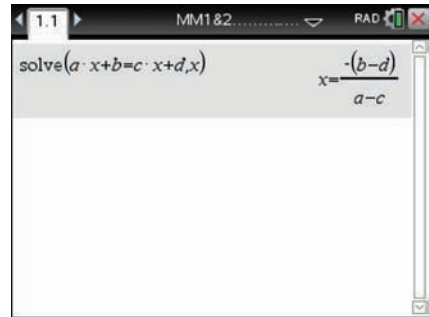 1.1 MM1&2............. RAD
solve(a·x+b=c·x+d,x) x=-(b-d)/a-c